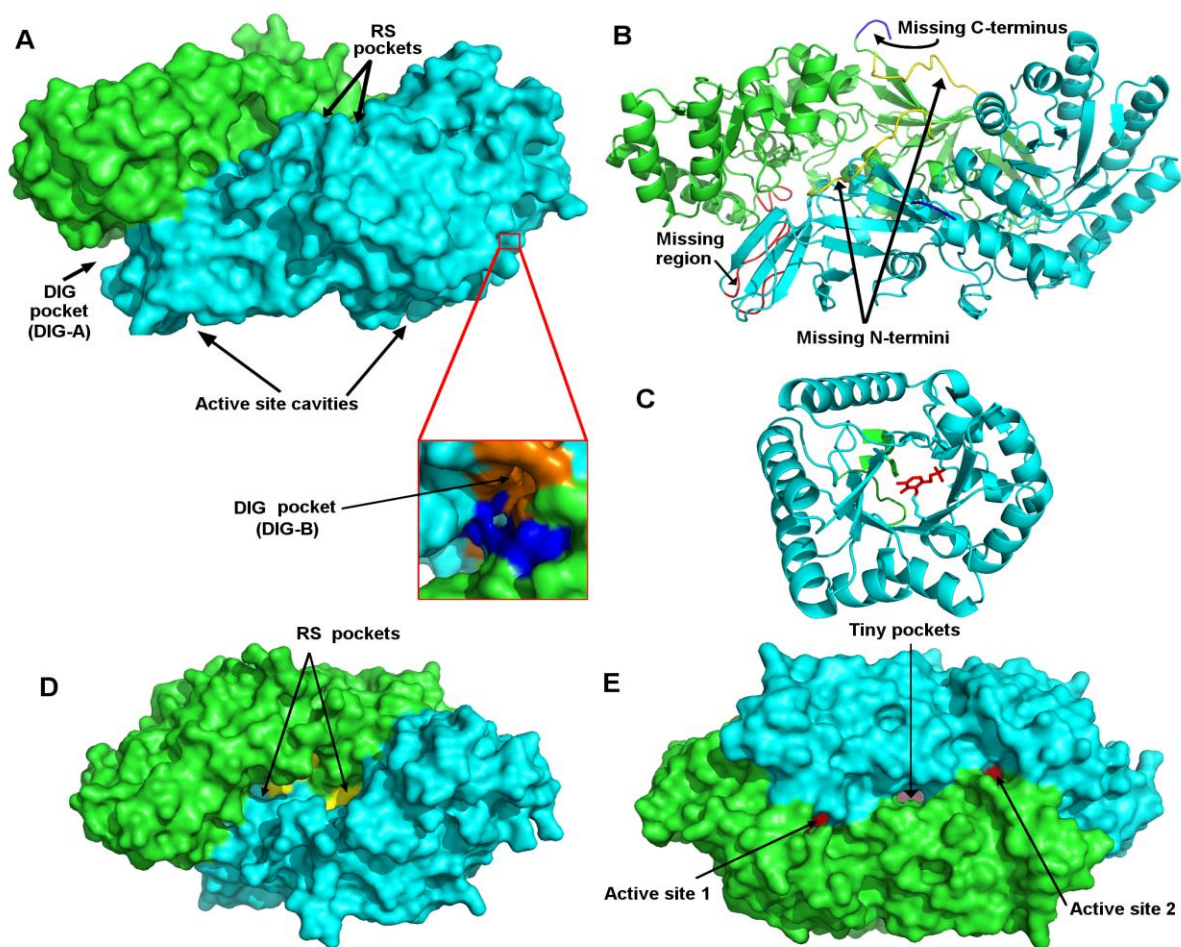 A
RS
pockets
DIG
pocket
(DIG-A)
Active site cavities
DIG pocket
(DIG-B)
B
Missing C-terminus
Missing
region
Missing N-termini
C
D
RS pockets
Tiny pockets
E
Active site 1
Active site 2